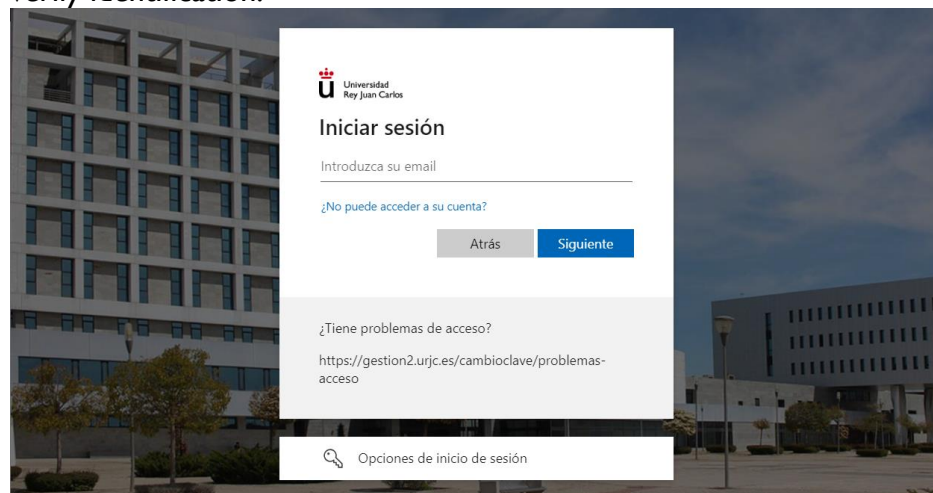 Universidad
Rey Juan Carlos
Iniciar sesión
Introduzca su email
¿No puede acceder a su cuenta?
Atrás
Siguiente
¿Tiene problemas de acceso?
https://gestion2.urjc.es/cambioclave/problemas-
acceso
Opciones de inicio de sesión